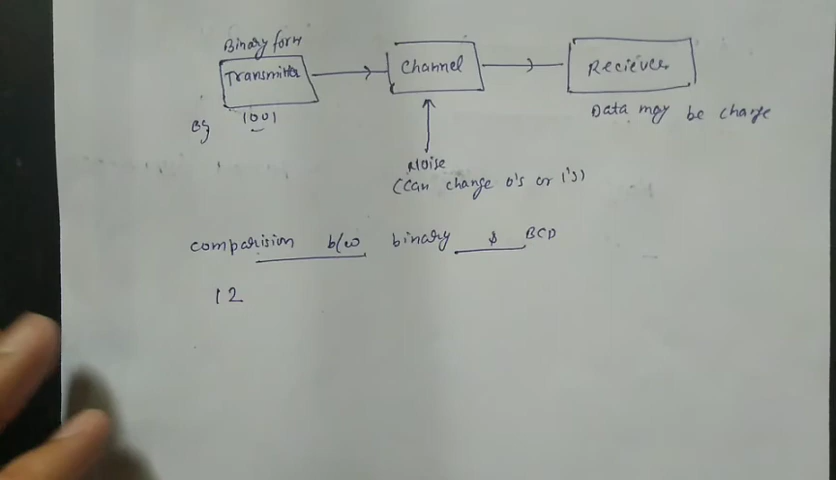 Binary form
Transmitter
Channel
Reciever
Eg 1001
Data may be change
Noise
(can change 0's or 1's)
comparision b/w binary & BCD
12